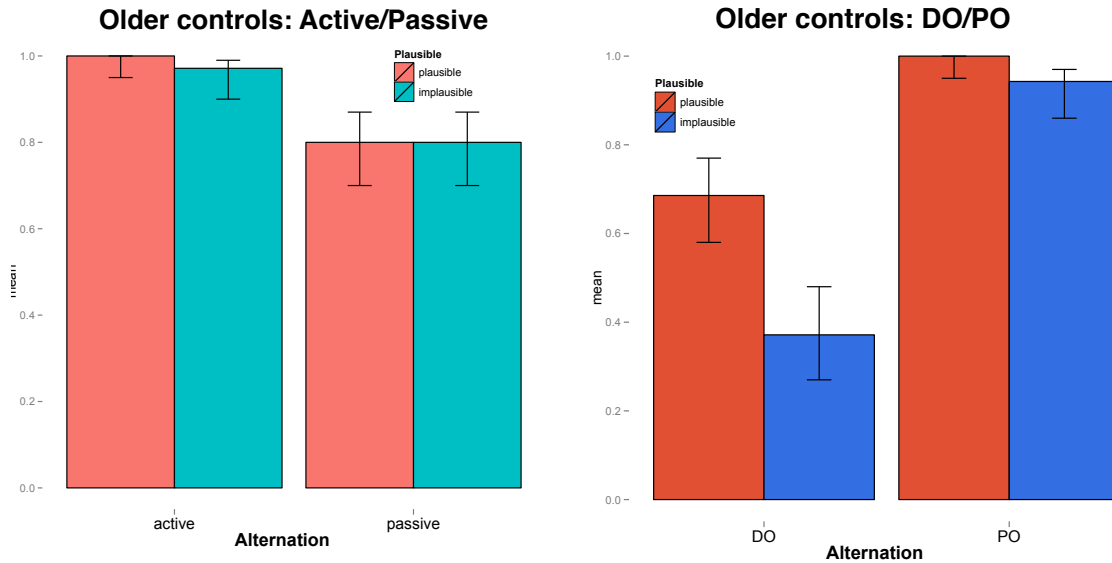 Older controls: Active/Passive
Plausible
plausible
implausible
1.0
0.8
0.6
0.4
0.2
0.0
mean
active
passive
Alternation
Older controls: DO/PO
Plausible
plausible
implausible
1.0
0.8
0.6
0.4
0.2
0.0
mean
DO
PO
Alternation